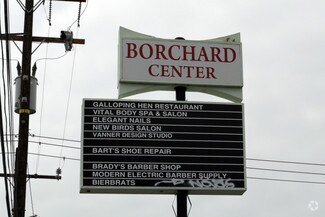 BORCHARD
CENTER
GALLOPING HEN RESTAURANT
VITAL BODY SPA & SALON
ELEGANT NAILS
NEW BIRDS SALON
VANNER DESIGN STUDIO
BART'S SHOE REPAIR
BRADY'S BARBER SHOP
MODERN ELECTRIC BARBER SUPPLY
BIERBRATS